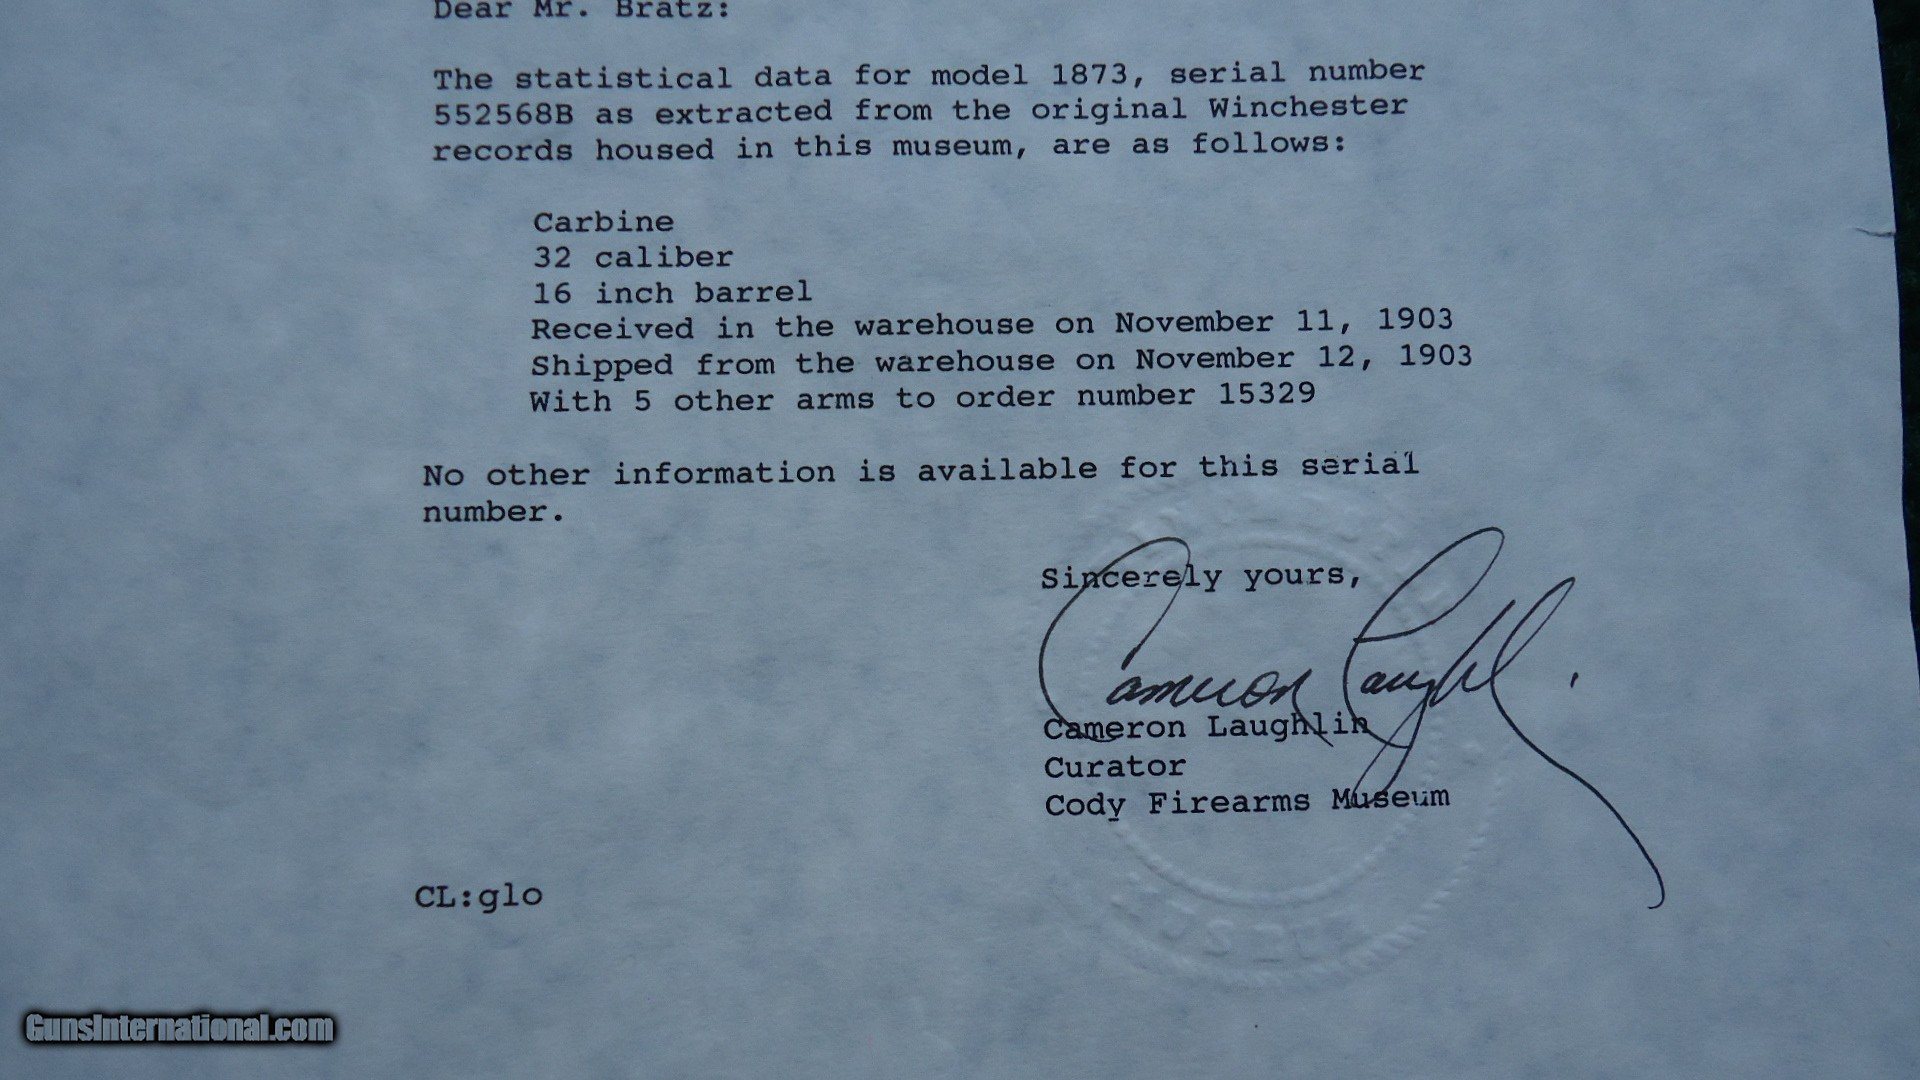 Dear Mr. Bratz:
The statistical data for model 1873, serial number
552568B as extracted from the original Winchester
records housed in this museum, are as follows:
Carbine
32 caliber
16 inch barrel
Received in the warehouse on November 11, 1903
Shipped from the warehouse on November 12, 1903
With 5 other arms to order number 15329
No other information is available for this serial
number.
Sincerely yours,
Cameron Laughlin
Cameron Laughlin
Curator
Cody Firearms Museum
CL:glo
GunsInternational.com